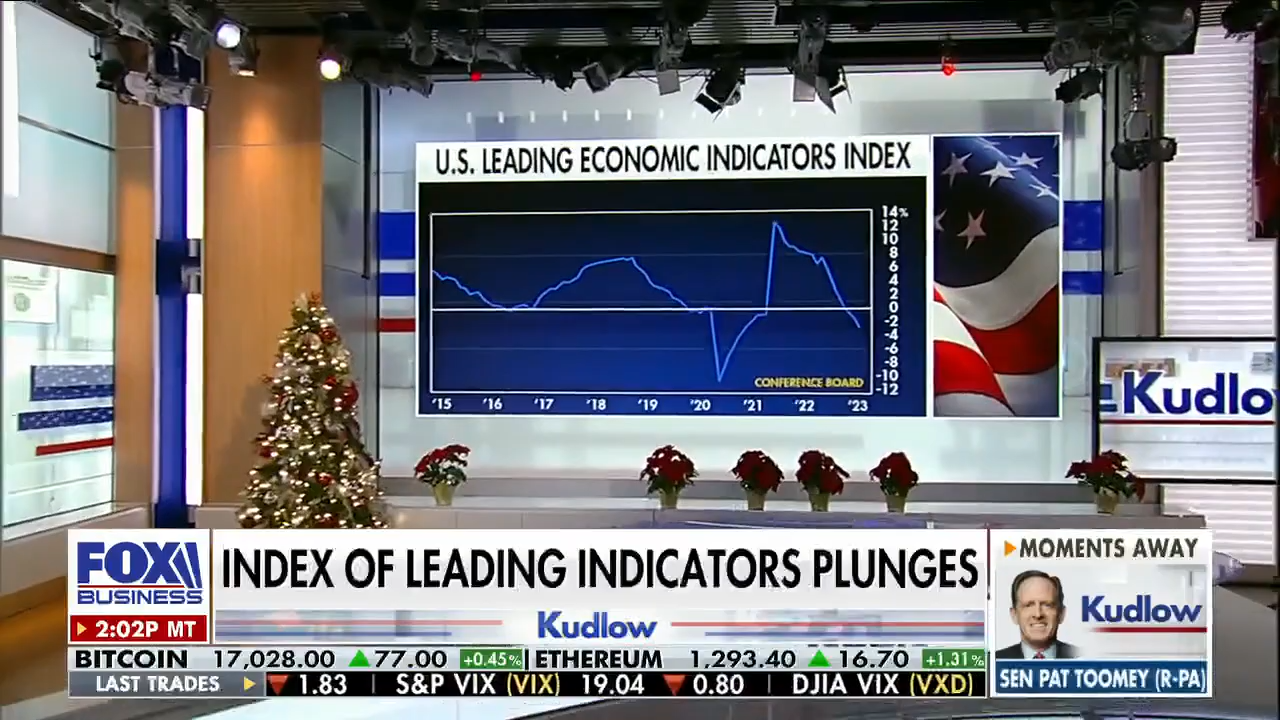 U.S. LEADING ECONOMIC INDICATORS INDEX
14%
12
10
8
6
4
2
0
-2
-4
-6
-8
-10
-12
CONFERENCE BOARD
'15 '16 '17 '18 '19 '20 '21 '22 '23
Kudlo
FOX
BUSINESS
2:02P MT
INDEX OF LEADING INDICATORS PLUNGES
Kudlow
MOMENTS AWAY
Kudlow
SEN PAT TOOMEY (R-PA)
BITCOIN 17,028.00 ▲77.00 +0.45% ETHEREUM 1,293.40 ▲ 16.70 +1.31%
LAST TRADES ▼ 1.83 S&P VIX (VIX) 19.04 ▼ 0.80 DJIA VIX (VXD)